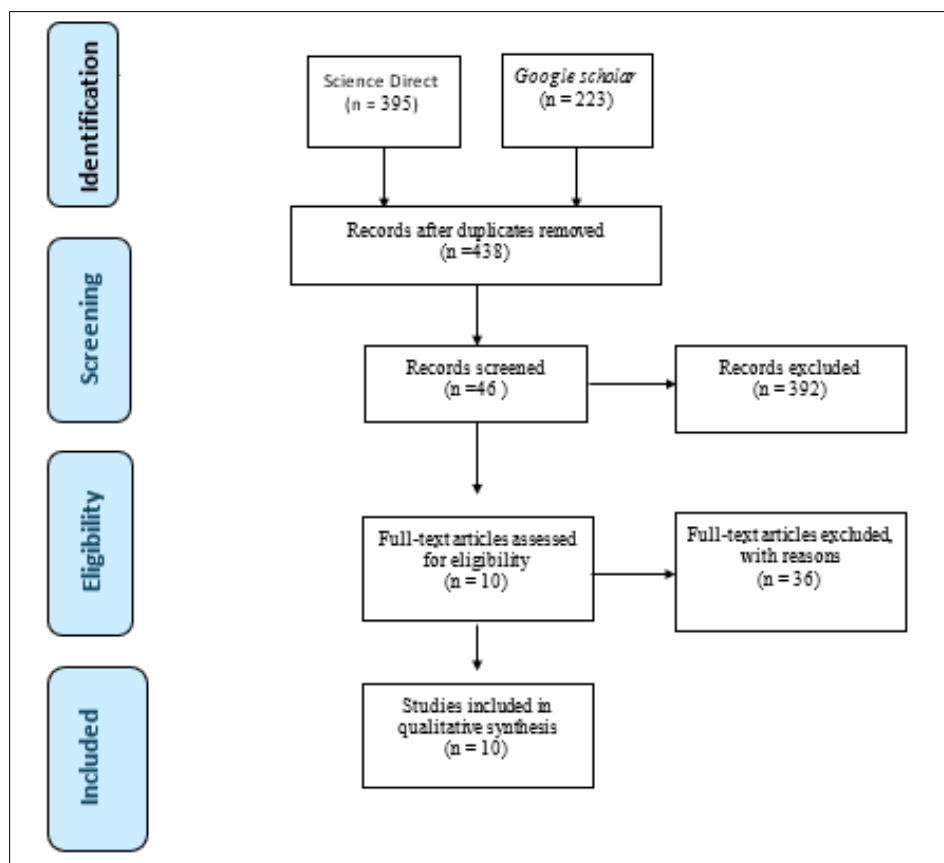 Identification
Science Direct
(n = 395)
Google scholar
(n = 223)
Records after duplicates removed
(n =438)
Screening
Records screened
(n =46 )
Records excluded
(n = 392)
Eligibility
Full-text articles assessed
for eligibility
(n = 10)
Full-text articles excluded,
with reasons
(n = 36)
Included
Studies included in
qualitative synthesis
(n = 10)